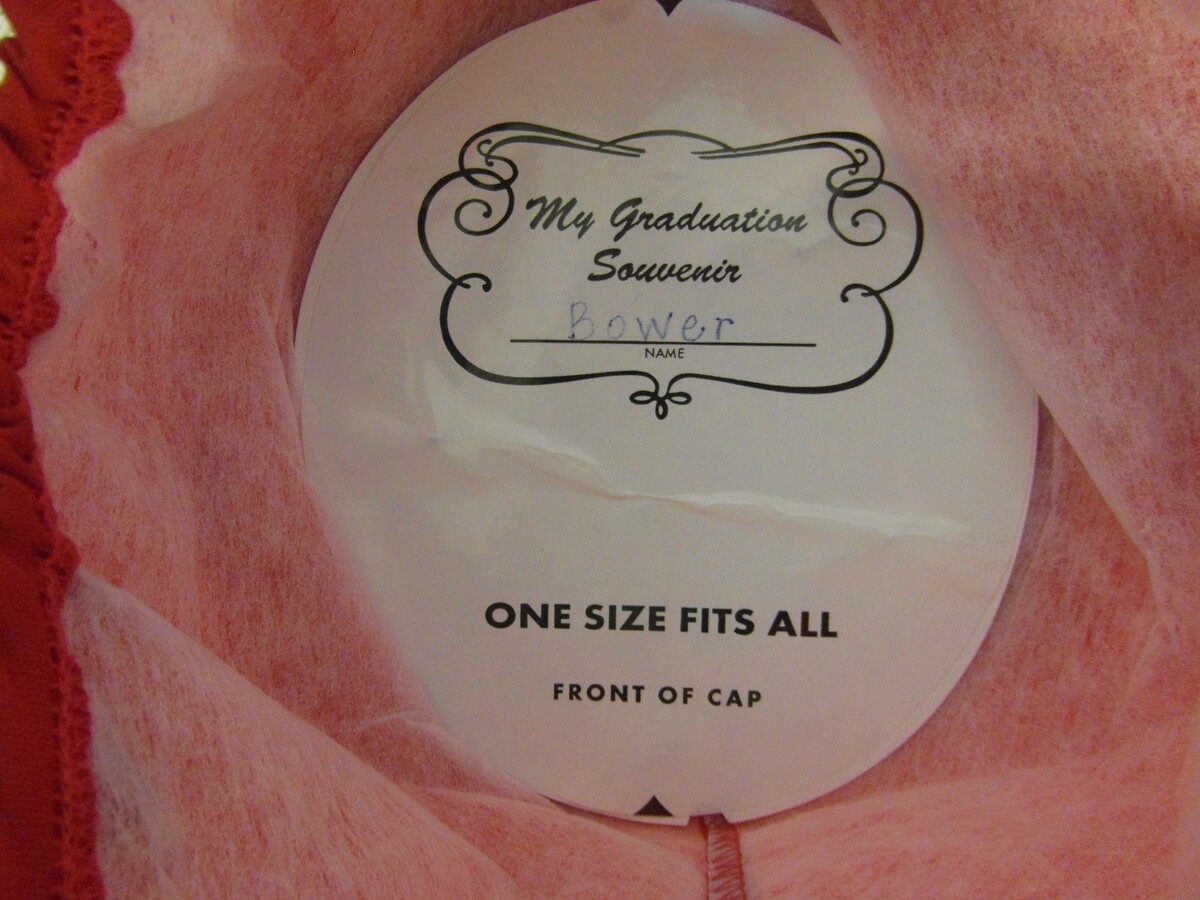 My Graduation
Souvenir
Bower
NAME
ONE SIZE FITS ALL
FRONT OF CAP